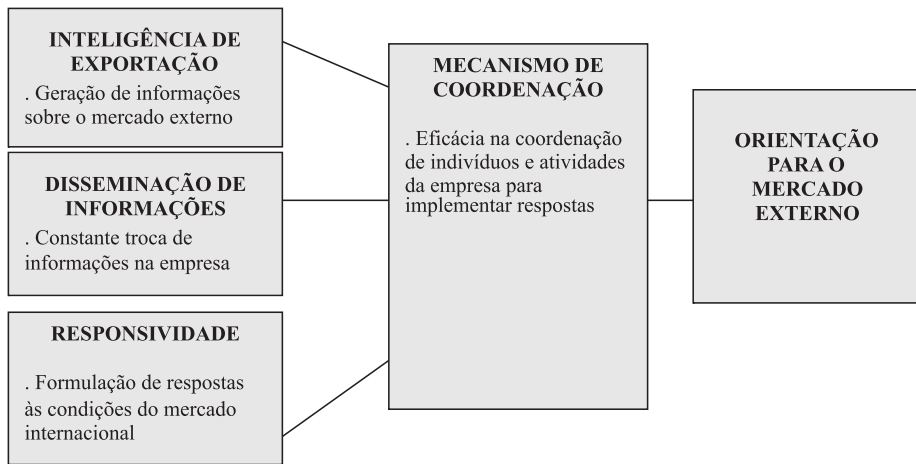 INTELIGÊNCIA DE
EXPORTAÇÃO
. Geração de informações
sobre o mercado externo
DISSEMINAÇÃO DE
INFORMAÇÕES
. Constante troca de
informações na empresa
RESPONSIVIDADE
. Formulação de respostas
às condições do mercado
internacional
MECANISMO DE
COORDENAÇÃO
. Eficácia na coordenação
de indivíduos e atividades
da empresa para
implementar respostas
ORIENTAÇÃO
PARA O
MERCADO
EXTERNO